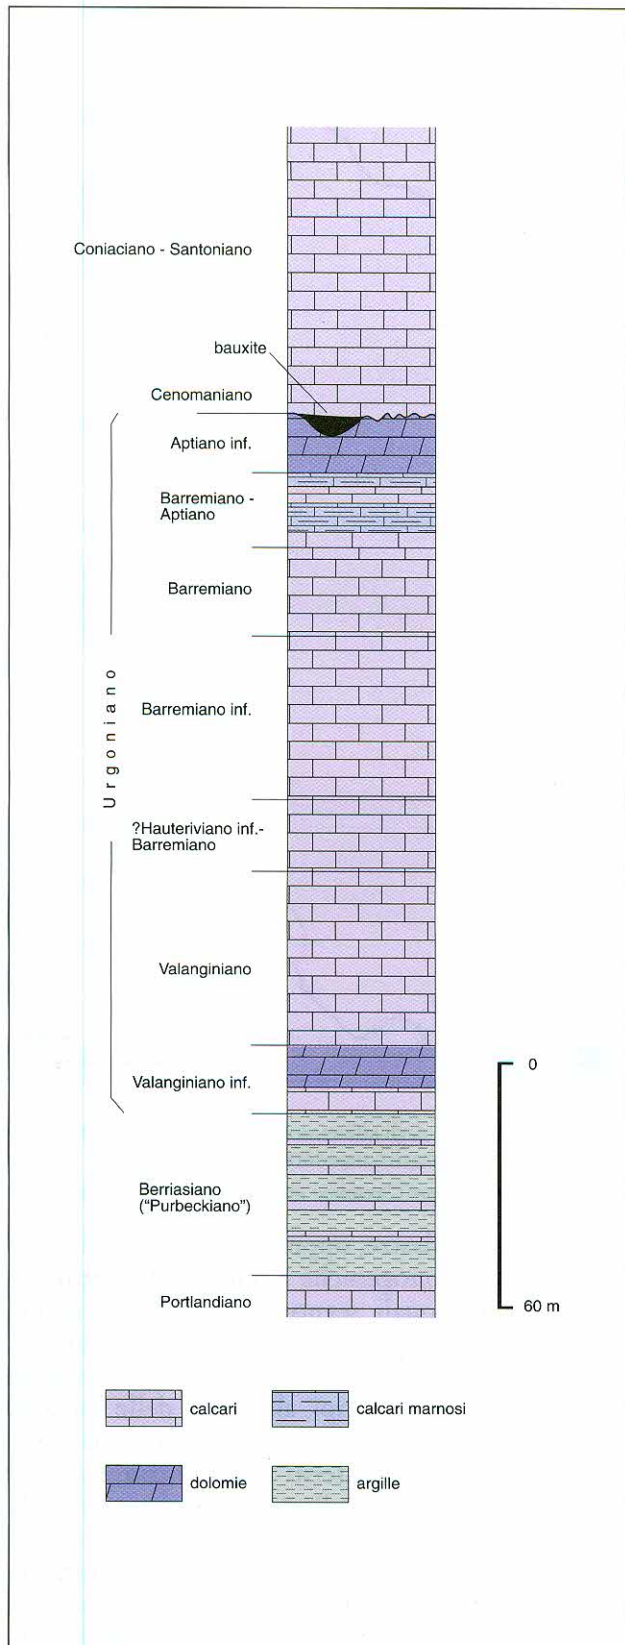 Coniaciano - Santoniano
bauxite
Cenomaniano
Aptiano inf.
Barremiano -
Aptiano
Barremiano
Urgoniano
Barremiano inf.
?Hauteriviano inf.-
Barremiano
Valanginiano
0
Valanginiano inf.
Berriasiano
(“Purbeckiano”)
Portlandiano
60 m
calcari
calcari marnosi
dolomie
argille